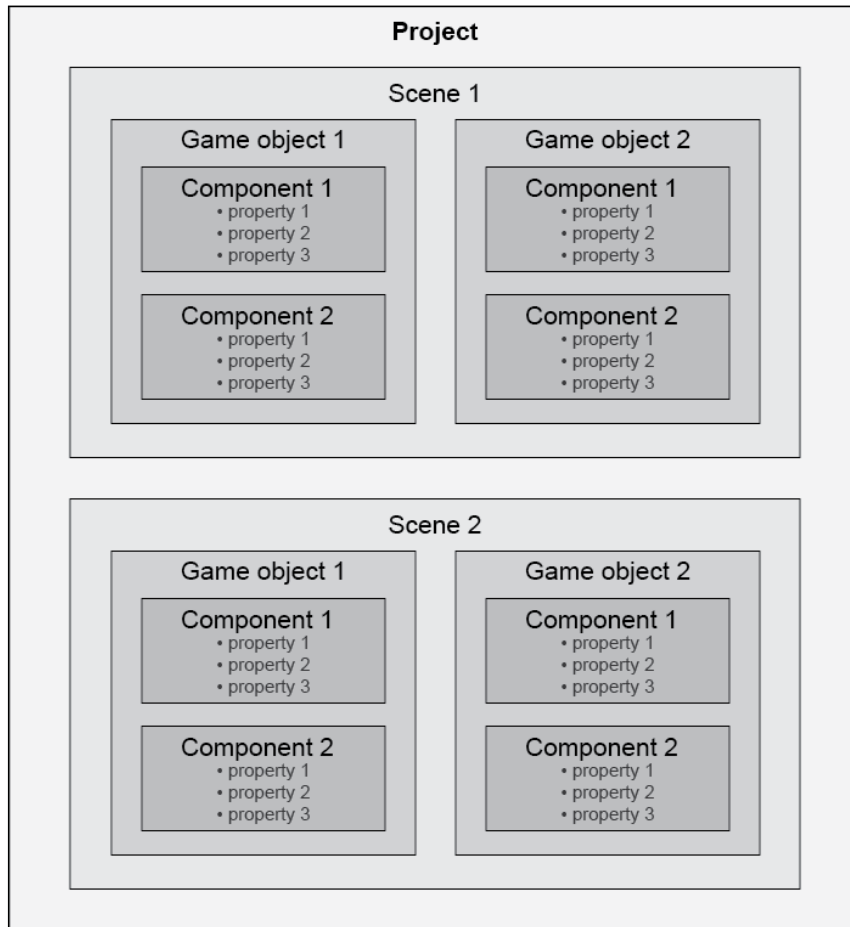 Project
Scene 1
Game object 1
Component 1
• property 1
• property 2
• property 3
Component 2
• property 1
• property 2
• property 3
Game object 2
Component 1
• property 1
• property 2
• property 3
Component 2
• property 1
• property 2
• property 3
Scene 2
Game object 1
Component 1
• property 1
• property 2
• property 3
Component 2
• property 1
• property 2
• property 3
Game object 2
Component 1
• property 1
• property 2
• property 3
Component 2
• property 1
• property 2
• property 3